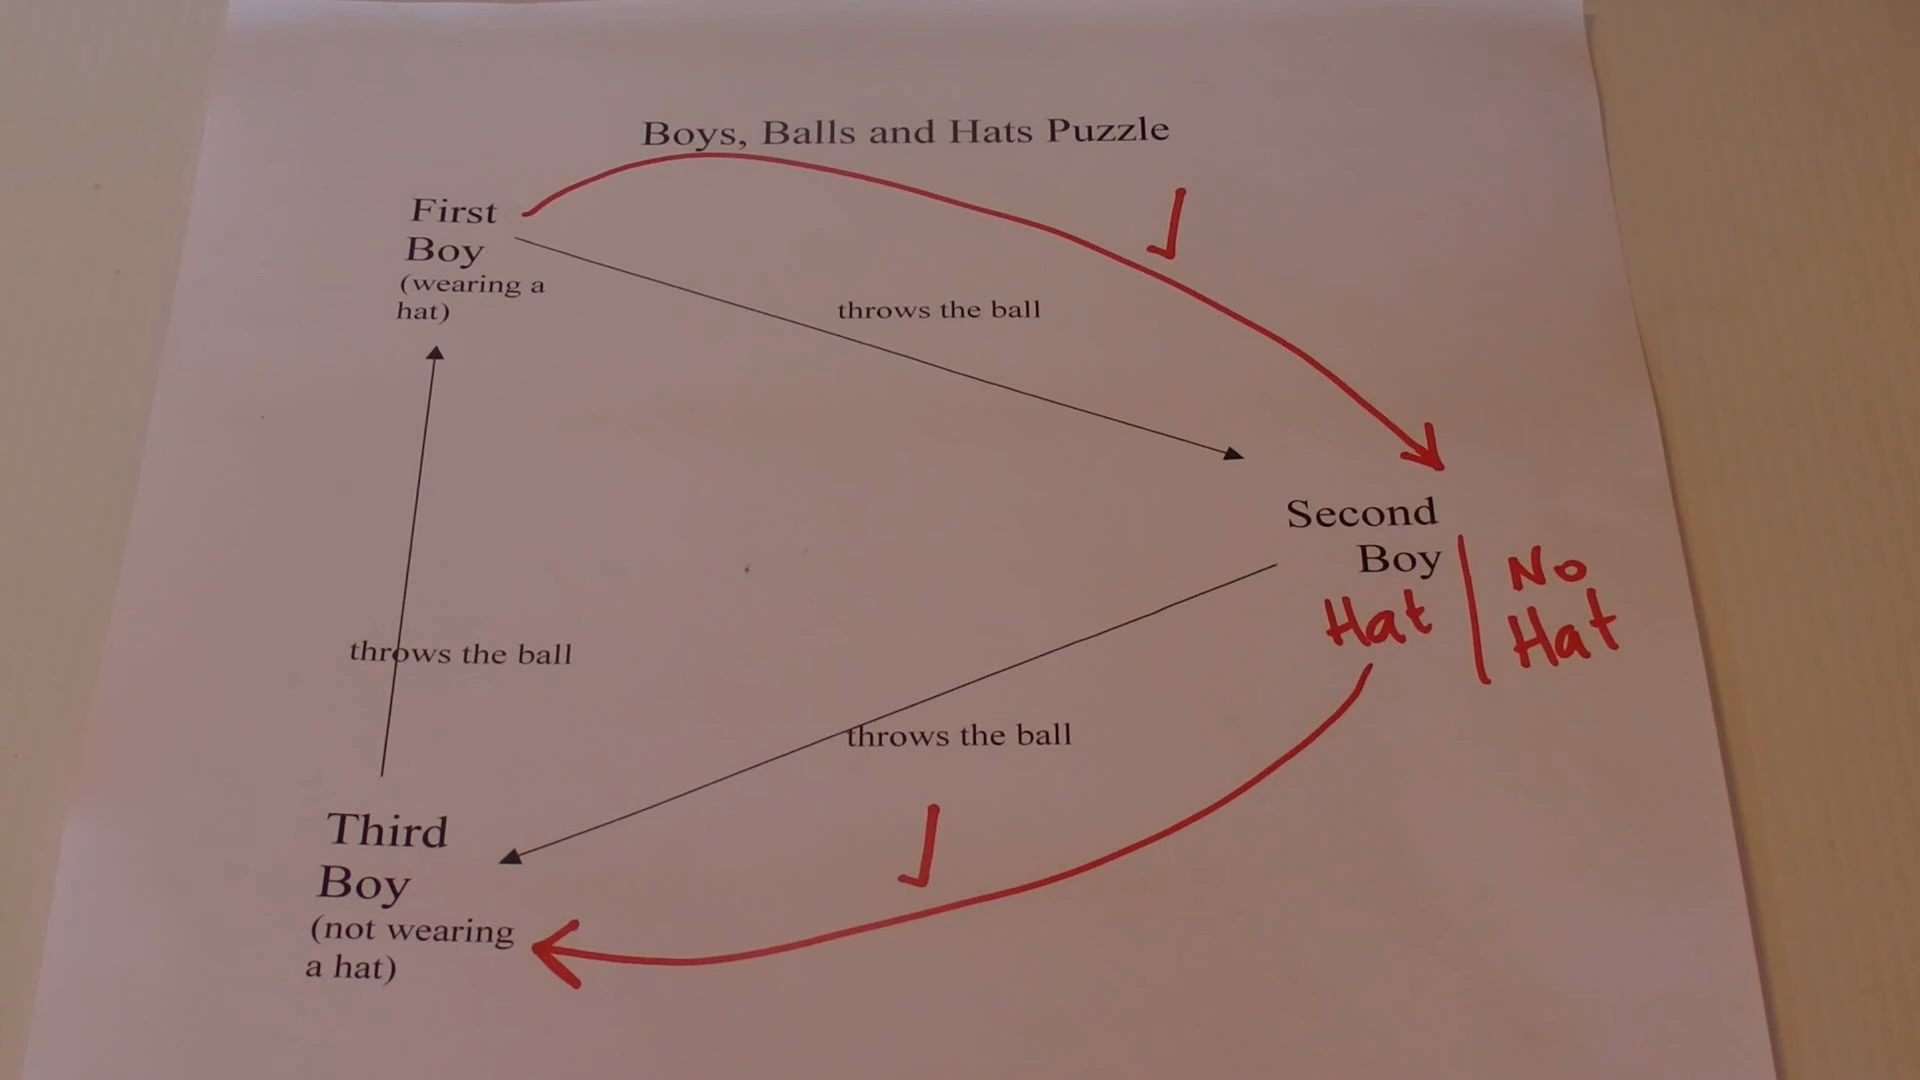 Boys, Balls and Hats Puzzle
First
Boy
(wearing a
hat)
throws the ball
Second
Boy
Hat
No
Hat
throws the ball
throws the ball
Third
Boy
(not wearing
a hat)